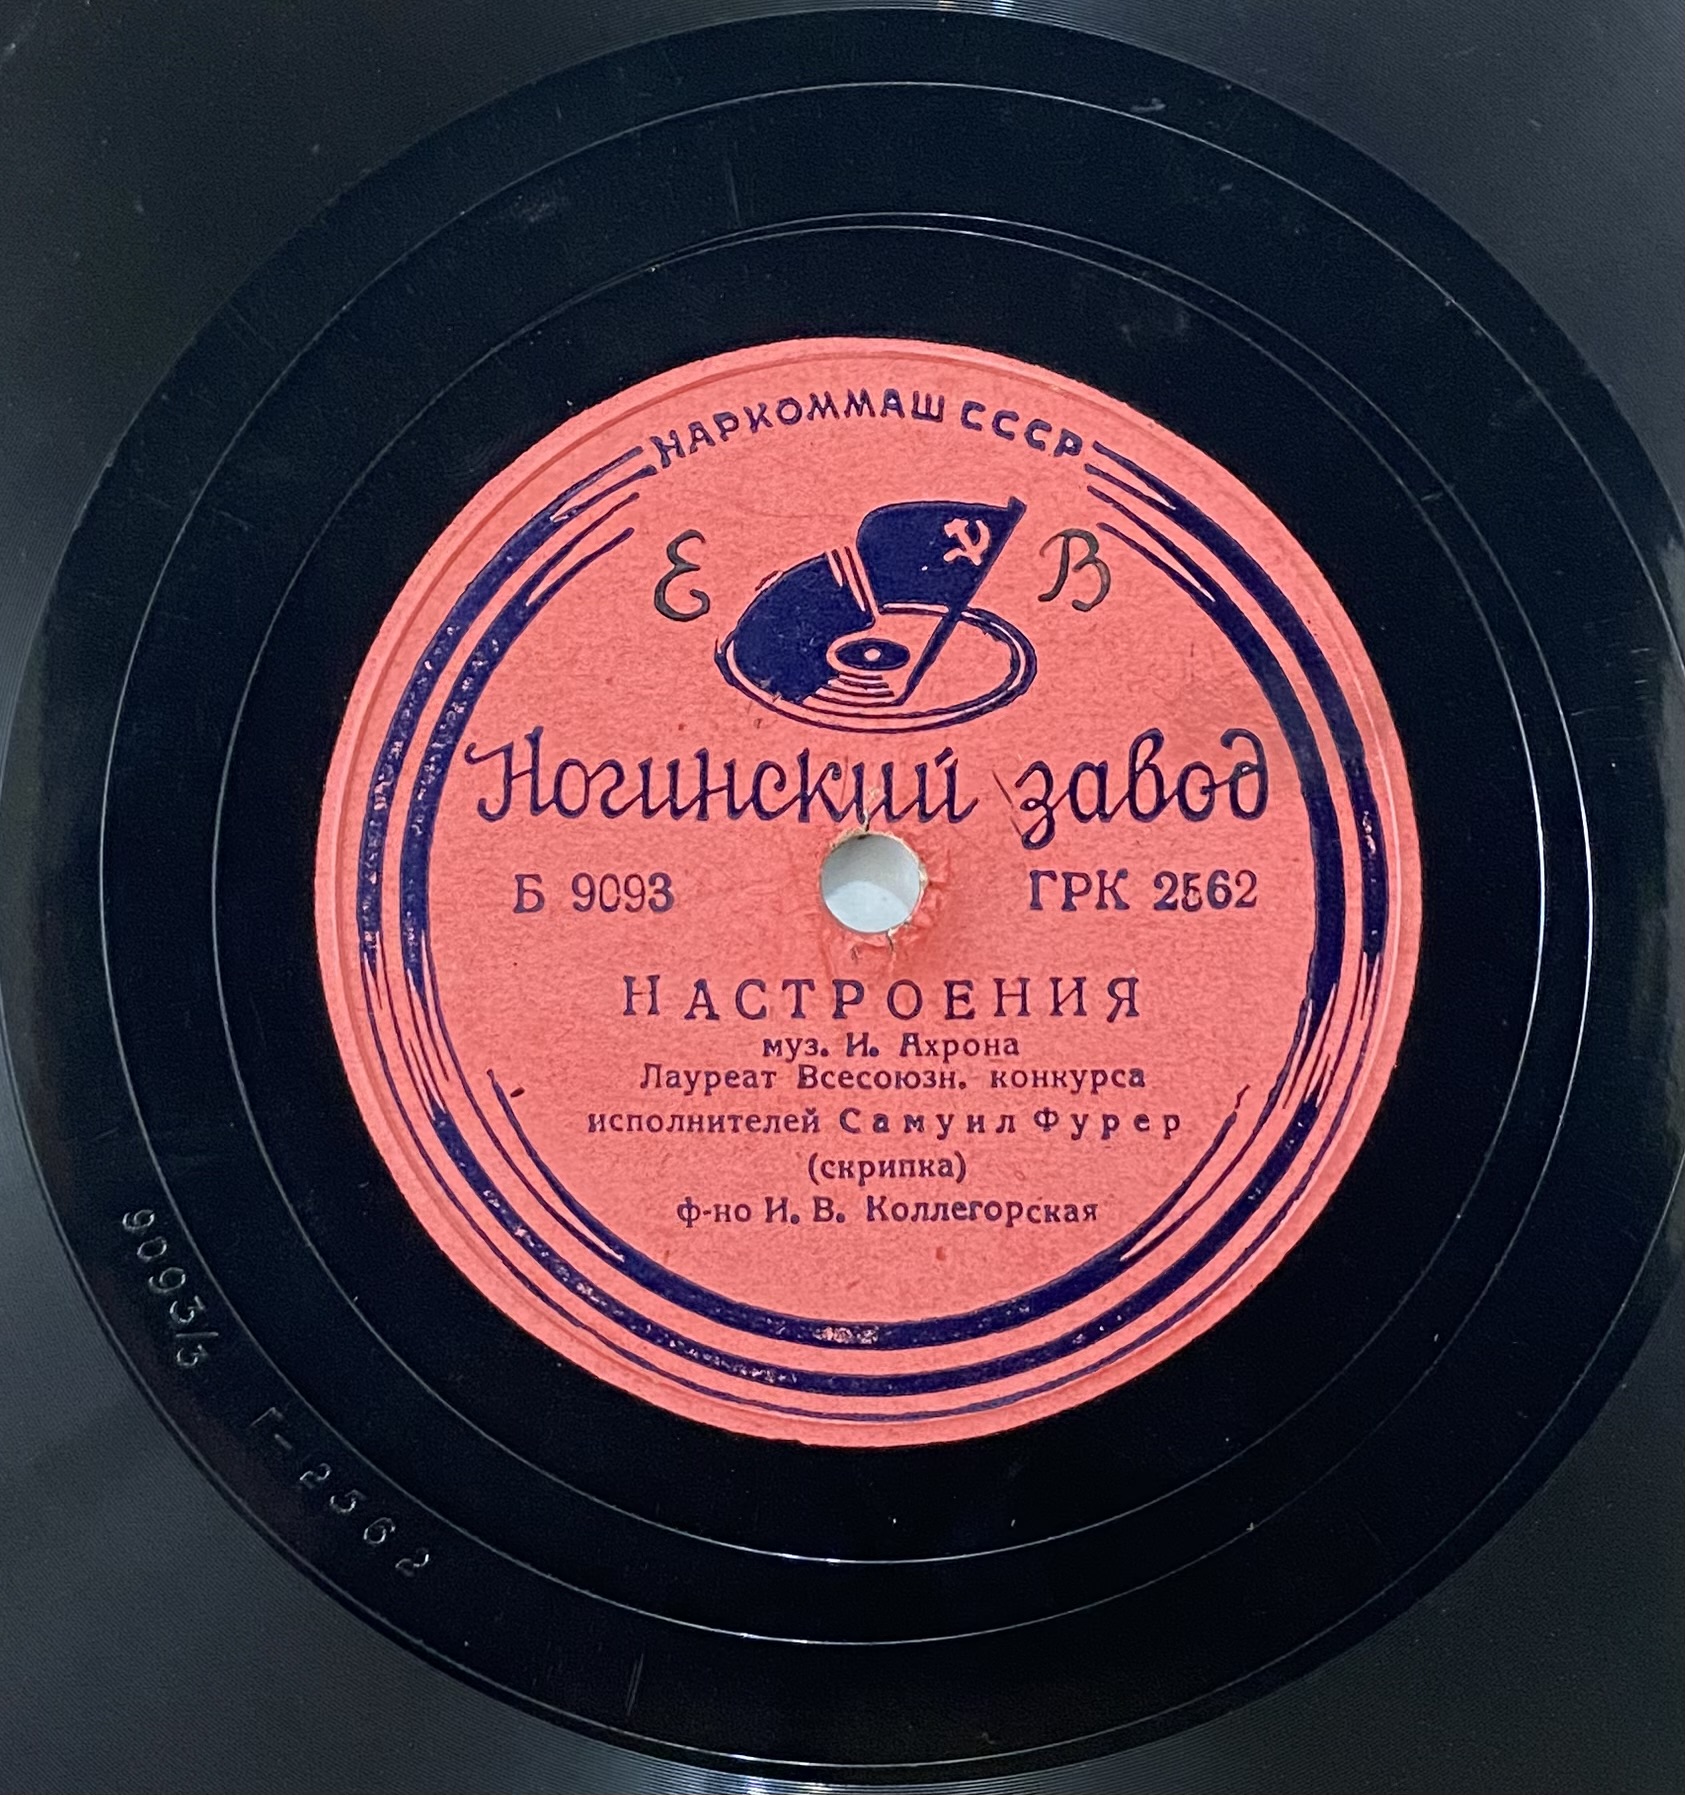 НАРКОММАШ СССР
Е В
Ногинский завод
Б 9093 ГРК 2562
НАСТРОЕНИЯ
муз. И. Ахрона
Лауреат Всесоюзн. конкурса
исполнителей Самуил Фурер
(скрипка)
ф-но И. В. Коллегорская
9093/3 Г-2562